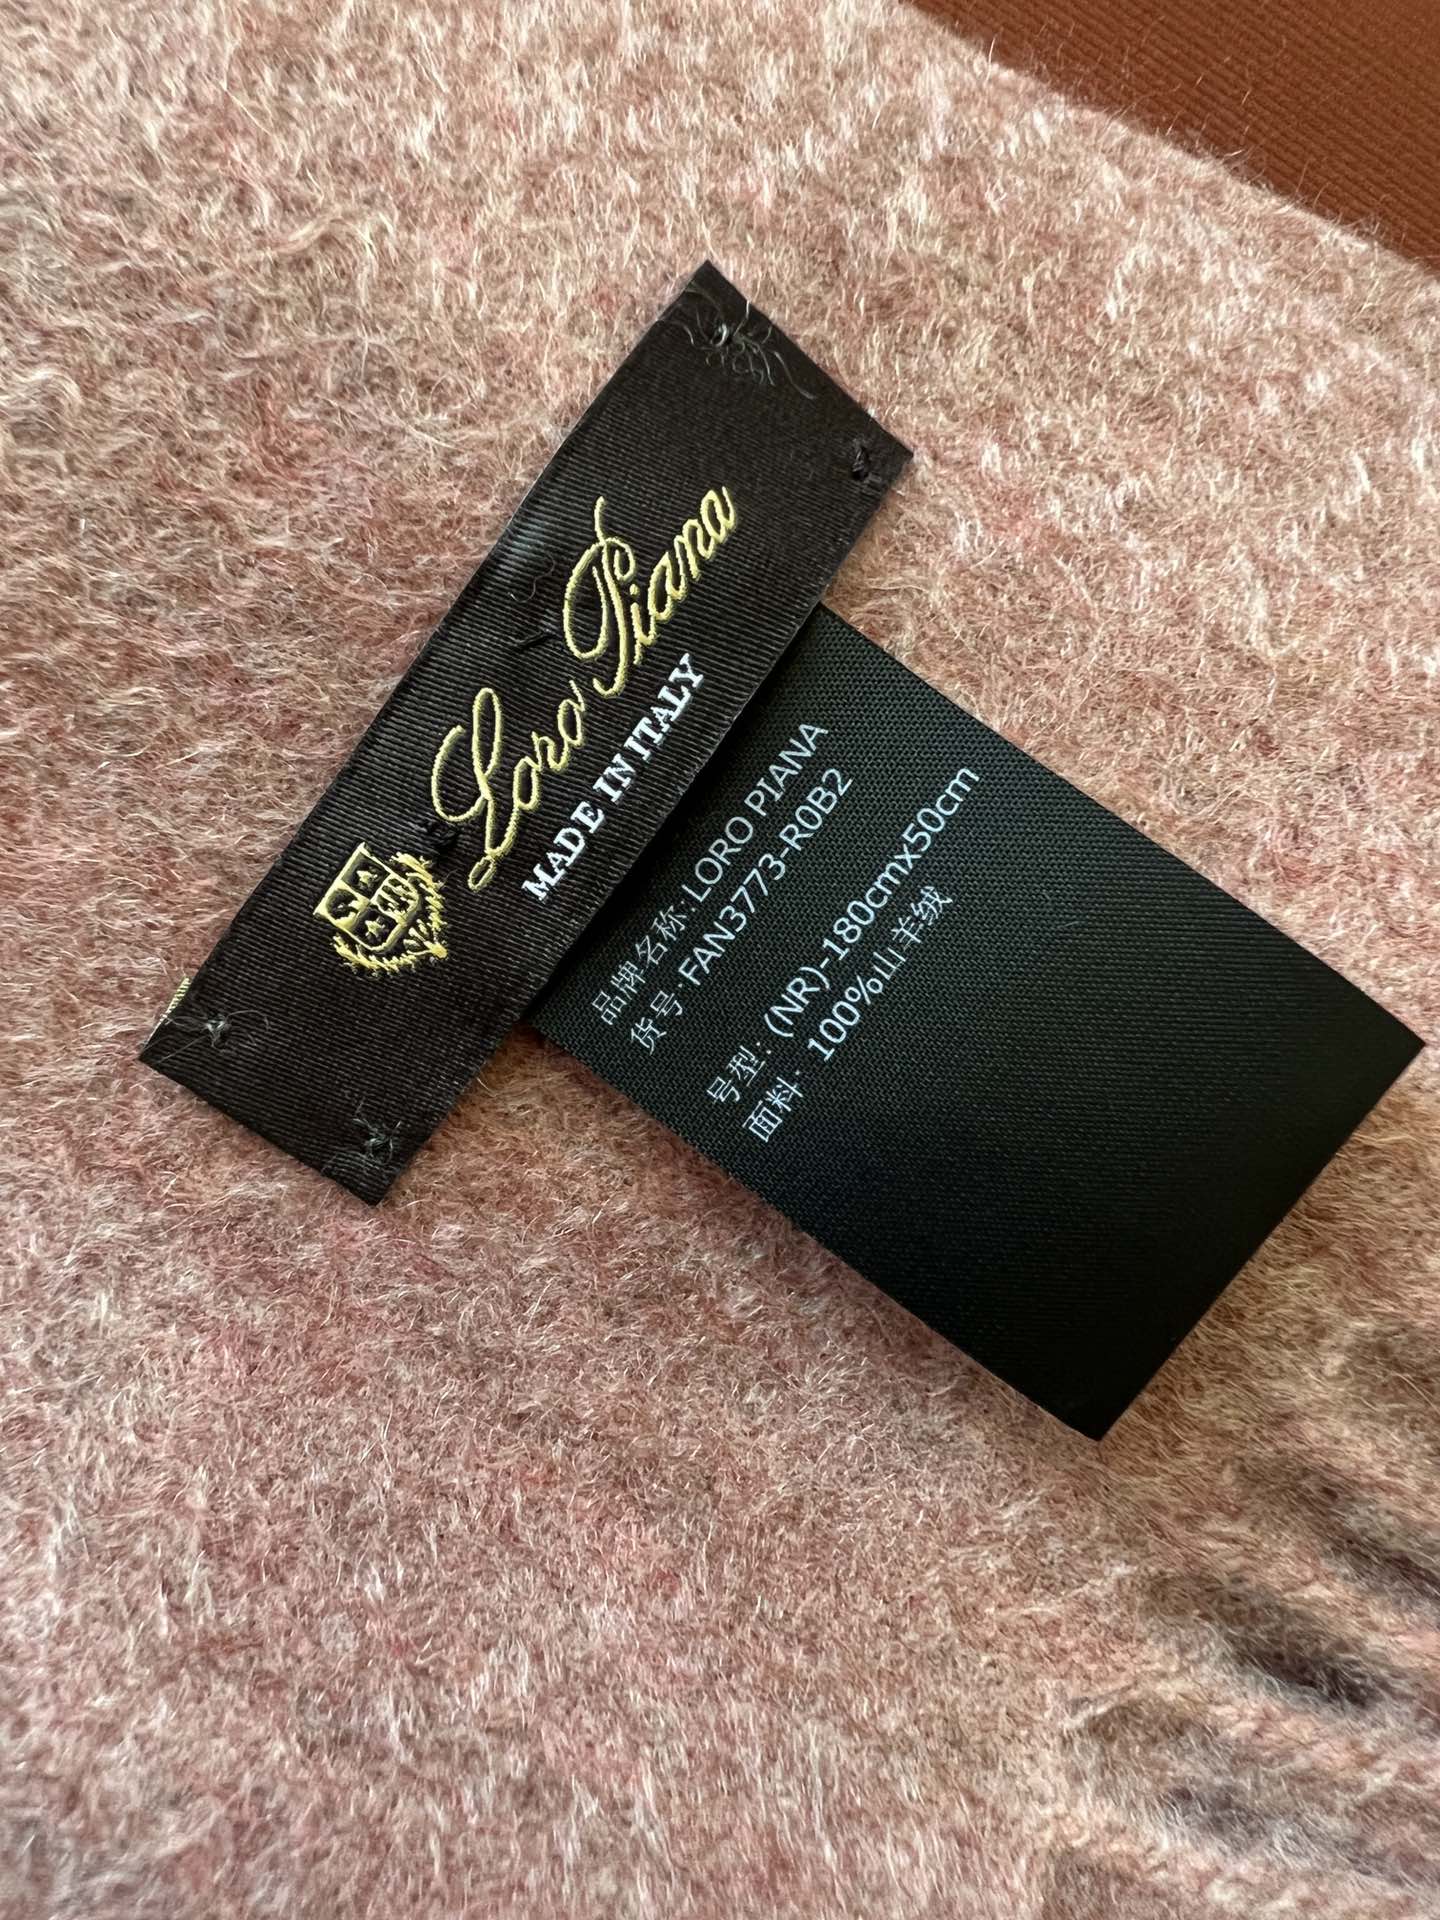 Loro Piana
MADE IN ITALY
品牌名称: LORO PIANA
货号: FAN3773-R0B2
号型: (NR)-180cmx50cm
面料: 100%山羊绒